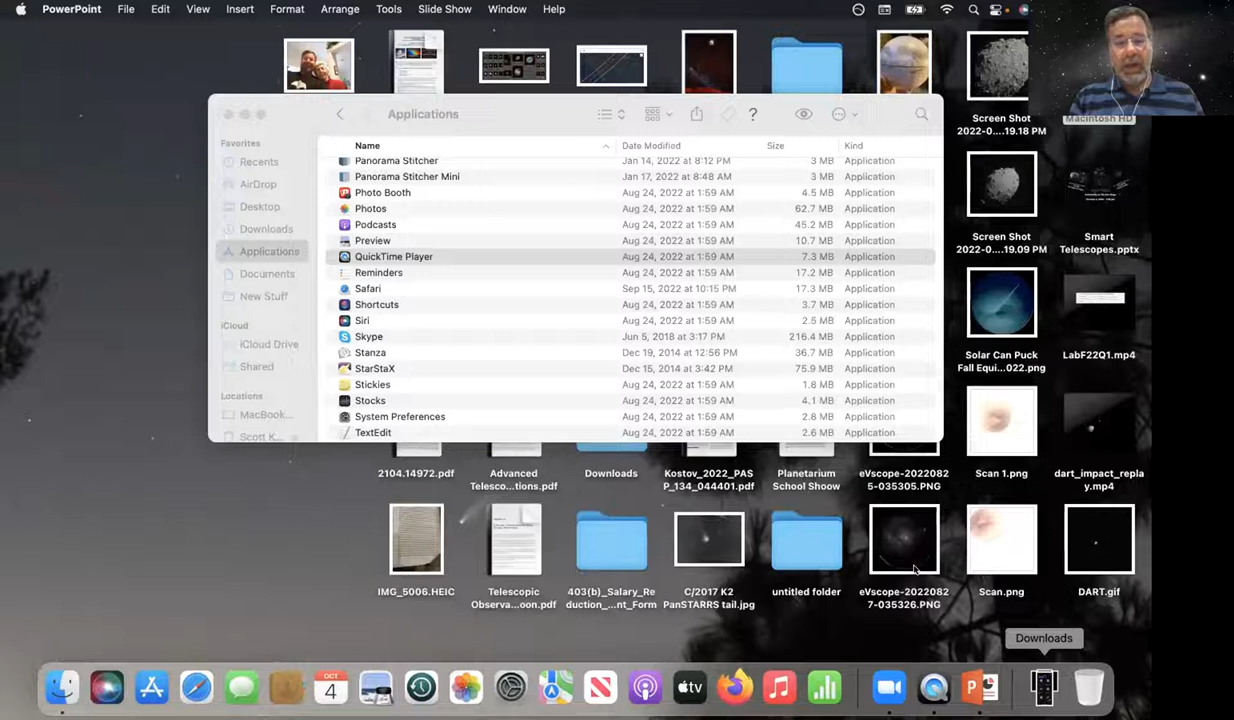 PowerPoint File Edit View Insert Format Arrange Tools Slide Show Window Help
Applications
Favorites
Recents
AirDrop
Desktop
Downloads
Applications
Documents
New Stuff
iCloud
iCloud Drive
Shared
Locations
MacBook...
Scott K...
Name Date Modified Size Kind
Panorama Stitcher Jan 14, 2022 at 8:12 PM 3 MB Application
Panorama Stitcher Mini Jan 17, 2022 at 8:48 AM 3 MB Application
Photo Booth Aug 24, 2022 at 1:59 AM 4.5 MB Application
Photos Aug 24, 2022 at 1:59 AM 62.7 MB Application
Podcasts Aug 24, 2022 at 1:59 AM 45.2 MB Application
Preview Aug 24, 2022 at 1:59 AM 10.7 MB Application
QuickTime Player Aug 24, 2022 at 1:59 AM 7.3 MB Application
Reminders Aug 24, 2022 at 1:59 AM 17.2 MB Application
Safari Sep 15, 2022 at 10:15 PM 17.3 MB Application
Shortcuts Aug 24, 2022 at 1:59 AM 3.7 MB Application
Siri Aug 24, 2022 at 1:59 AM 2.5 MB Application
Skype Jun 5, 2018 at 3:17 PM 216.4 MB Application
Stanza Dec 19, 2014 at 12:56 PM 36.7 MB Application
StarStaX Dec 15, 2014 at 3:42 PM 75.9 MB Application
Stickies Aug 24, 2022 at 1:59 AM 1.8 MB Application
Stocks Aug 24, 2022 at 1:59 AM 4.1 MB Application
System Preferences Aug 24, 2022 at 1:59 AM 2.8 MB Application
TextEdit Aug 24, 2022 at 1:59 AM 2.6 MB Application
Screen Shot
2022-0....19.18 PM
Macintosh HD
Screen Shot
2022-0....19.09 PM
Smart
Telescopes.pptx
Solar Can Puck
Fall Equi...022.png
LabF22Q1.mp4
2104.14972.pdf
Advanced
Telesco...tions.pdf
Downloads
Kostov_2022_PAS
P_134_044401.pdf
Planetarium
School Shoow
eVscope-2022082
5-035305.PNG
Scan 1.png
dart_impact_repla
y.mp4
IMG_5006.HEIC
Telescopic
Observa...oon.pdf
403(b)_Salary_Re
duction_...nt_Form
C/2017 K2
PanSTARRS tail.jpg
untitled folder
eVscope-2022082
7-035326.PNG
Scan.png
DART.gif
Downloads
OCT
4
tv